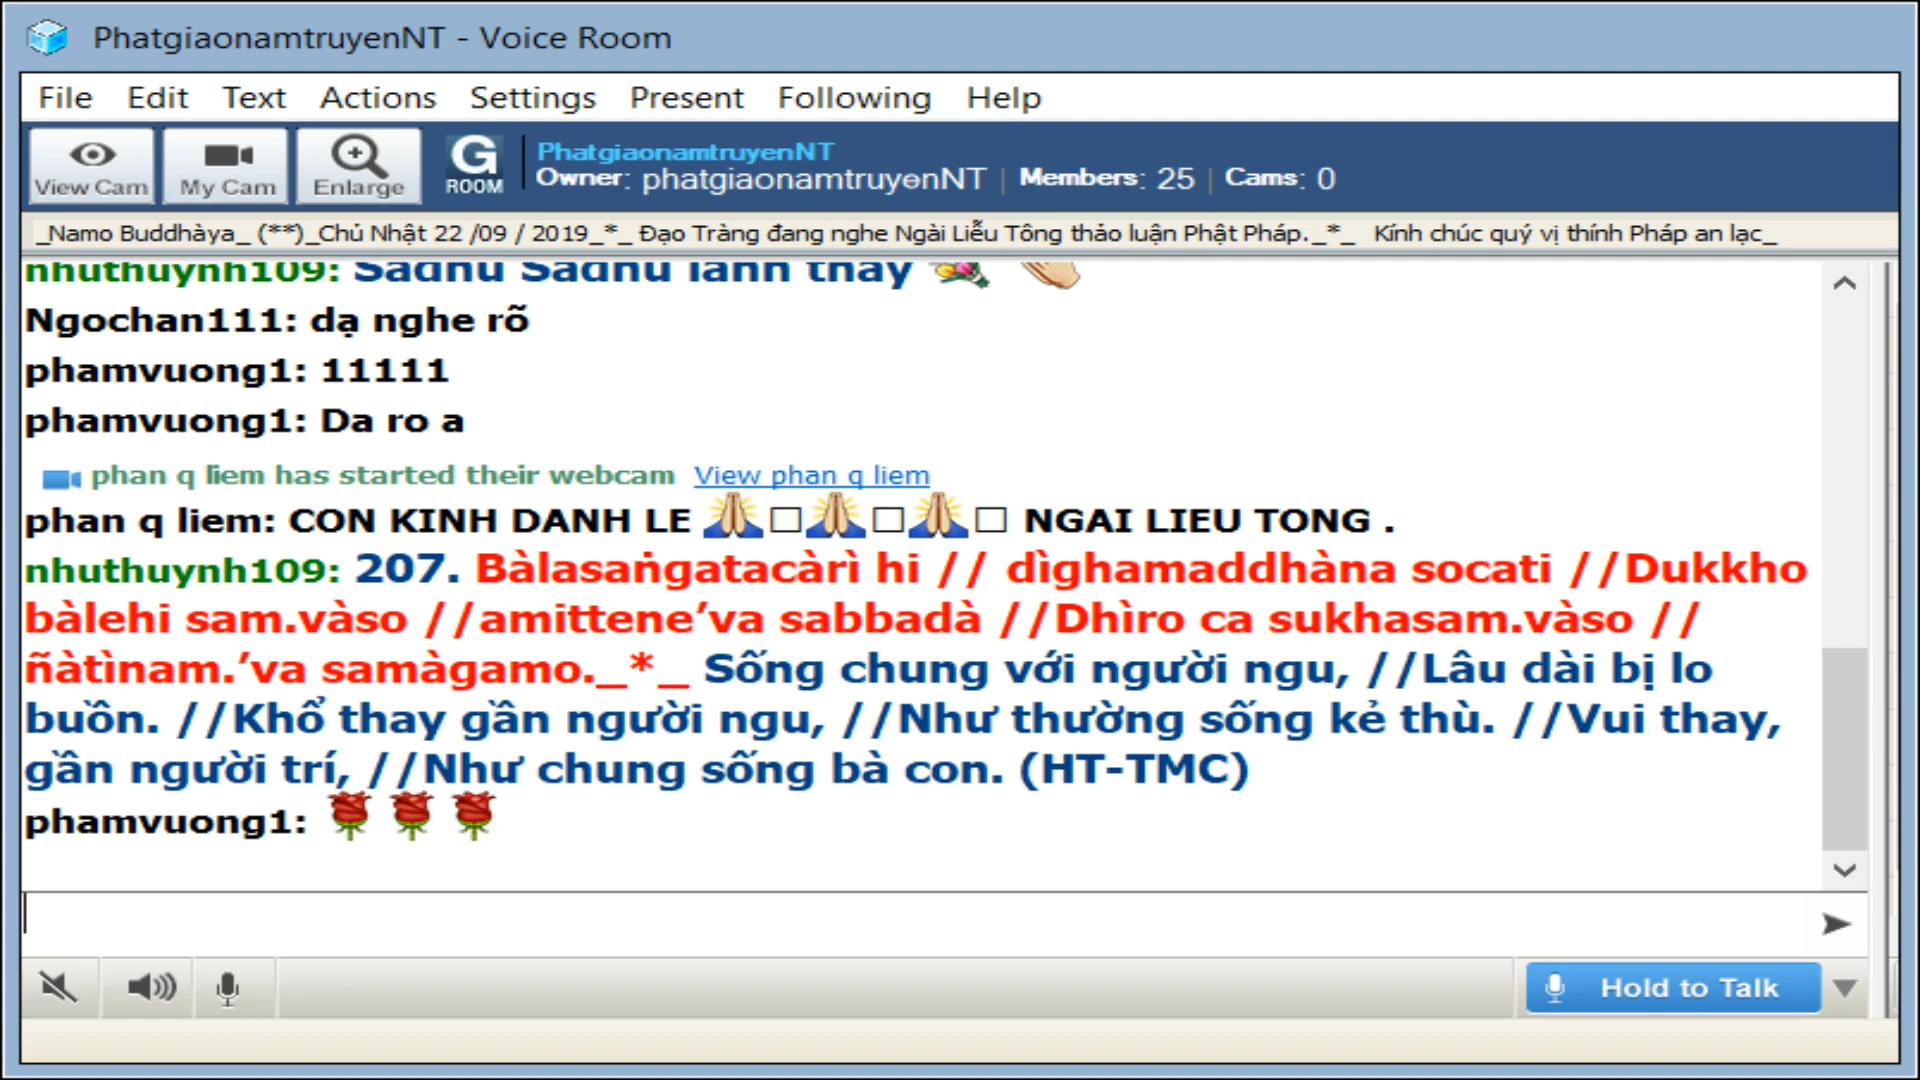 PhatgiaonamtruyenNT - Voice Room
File Edit Text Actions Settings Present Following Help
View Cam My Cam Enlarge G ROOM PhatgiaonamtruyenNT
Owner: phatgiaonamtruyenNT | Members: 25 | Cams: 0
_Namo Buddhàya_ (**)_Chủ Nhật 22 /09 / 2019_*_ Đạo Tràng đang nghe Ngài Liễu Tông thảo luận Phật Pháp._*_ Kính chúc quý vị thính Pháp an lạc_
nhuthuynh109: Sadhu Sadhu lành thay
Ngochan111: dạ nghe rõ
phamvuong1: 11111
phamvuong1: Da ro a
phan q liem has started their webcam View phan q liem
phan q liem: CON KINH DANH LE 🙏□🙏□🙏□ NGAI LIEU TONG .
nhuthuynh109: 207. Bàlasaṅgatacàrì hi // dìghamaddhàna socati //Dukkho
bàlehi sam.vàso //amittene’va sabbadà //Dhìro ca sukhasam.vàso //
ñàtìnam.’va samàgamo._*_ Sống chung với người ngu, //Lâu dài bị lo
buồn. //Khổ thay gần người ngu, //Như thường sống kẻ thù. //Vui thay,
gần người trí, //Như chung sống bà con. (HT-TMC)
phamvuong1: 🌹 🌹 🌹
Hold to Talk